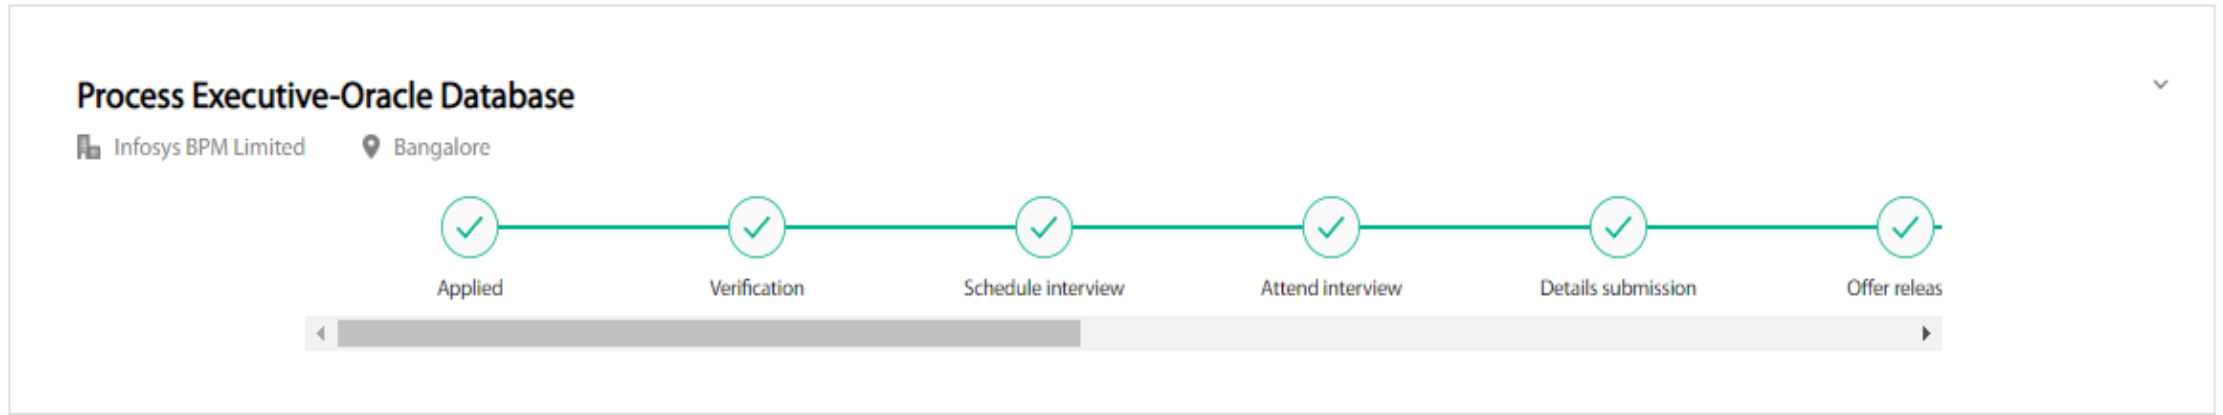 Process Executive-Oracle Database
Infosys BPM Limited Bangalore
Applied Verification Schedule interview Attend interview Details submission Offer releas